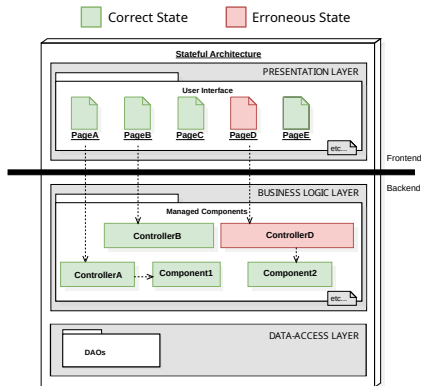 Correct State
Erroneous State
Stateful Architecture
PRESENTATION LAYER
User Interface
PageA
PageB
PageC
PageD
PageE
etc...
Frontend
Backend
BUSINESS LOGIC LAYER
Managed Components
ControllerB
ControllerD
ControllerA
Component1
Component2
etc...
DATA-ACCESS LAYER
DAOs